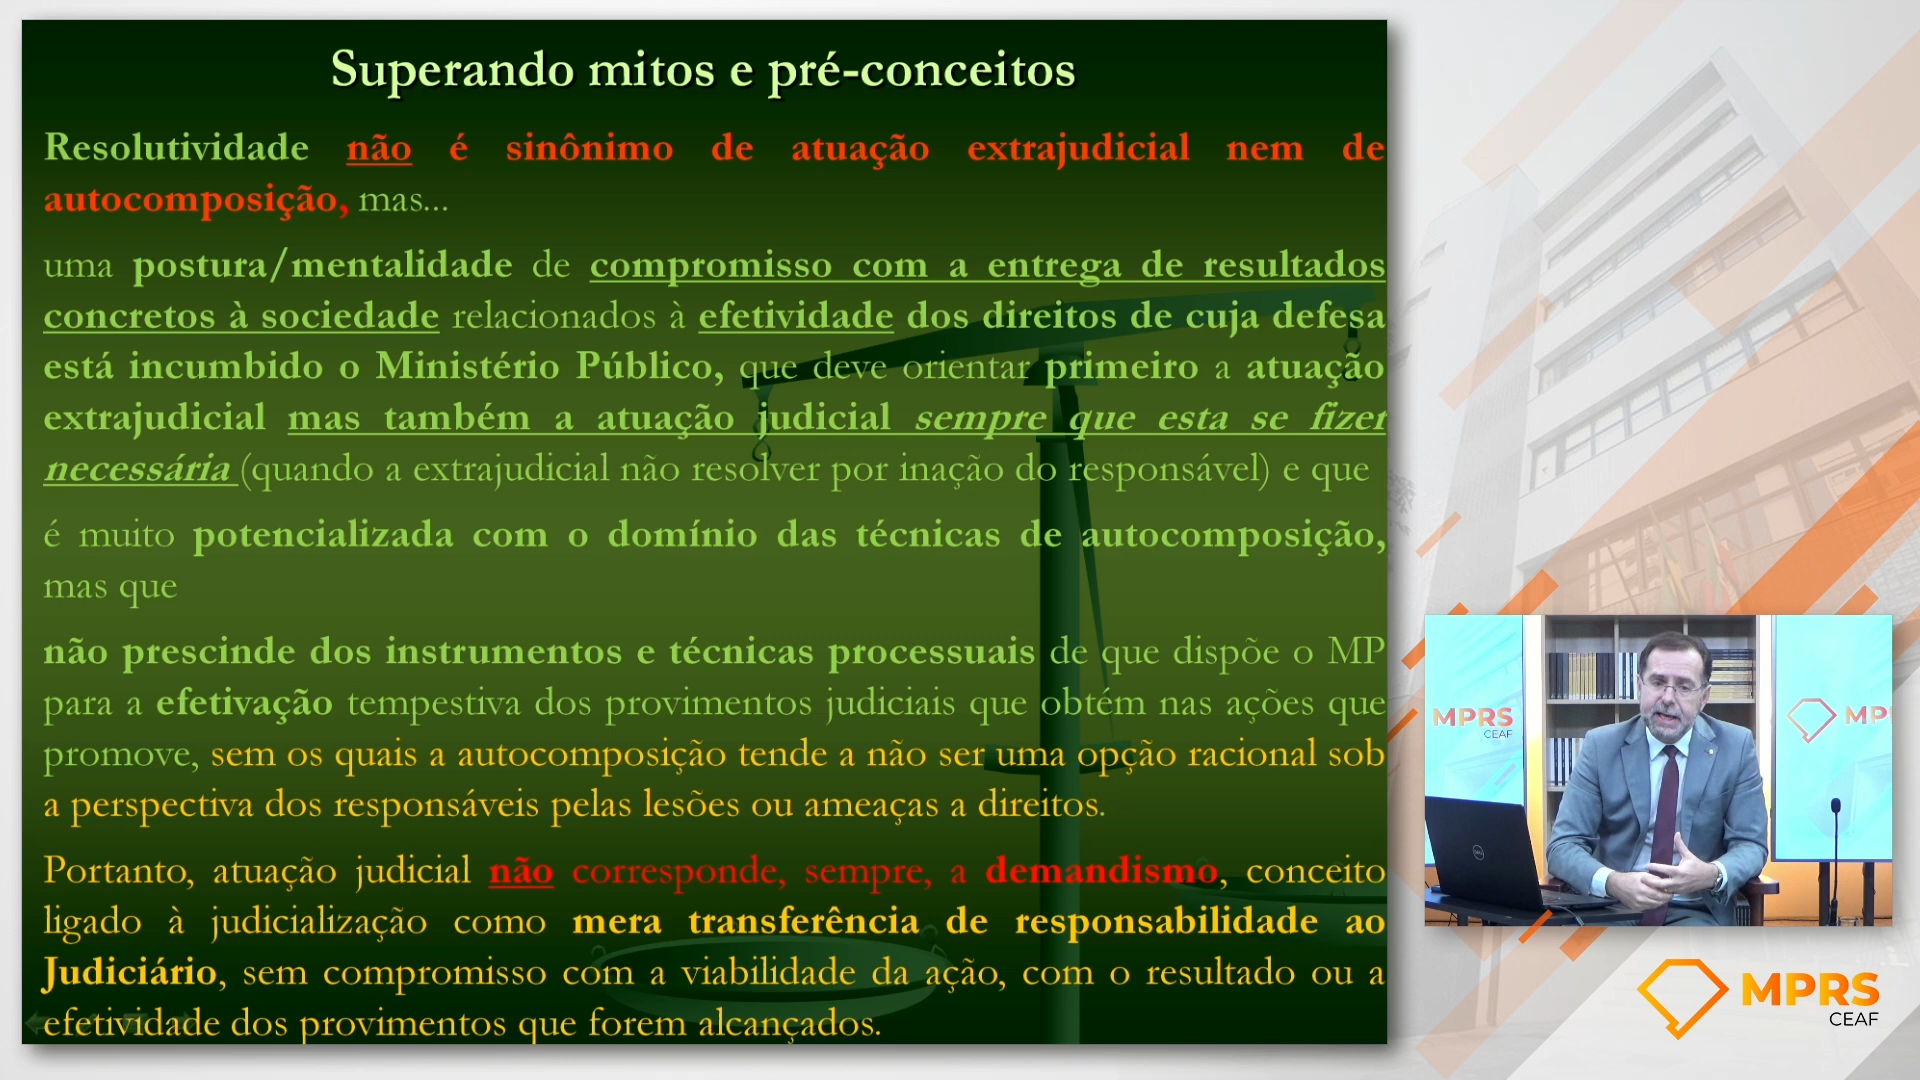 Superando mitos e pré-conceitos
Resolutividade não é sinônimo de atuação extrajudicial nem de
autocomposição, mas...
uma postura/mentalidade de compromisso com a entrega de resultados
concretos à sociedade relacionados à efetividade dos direitos de cuja defesa
está incumbido o Ministério Público, que deve orientar primeiro a atuação
extrajudicial mas também a atuação judicial sempre que esta se fizer
necessária (quando a extrajudicial não resolver por inação do responsável) e que
é muito potencializada com o domínio das técnicas de autocomposição,
mas que
não prescinde dos instrumentos e técnicas processuais de que dispõe o MP
para a efetivação tempestiva dos provimentos judiciais que obtém nas ações que
promove, sem os quais a autocomposição tende a não ser uma opção racional sob
a perspectiva dos responsáveis pelas lesões ou ameaças a direitos.
Portanto, atuação judicial não corresponde, sempre, a demandismo, conceito
ligado à judicialização como mera transferência de responsabilidade ao
Judiciário, sem compromisso com a viabilidade da ação, com o resultado ou a
efetividade dos provimentos que forem alcançados.
MPRS
CEAF
MP
MPRS
CEAF